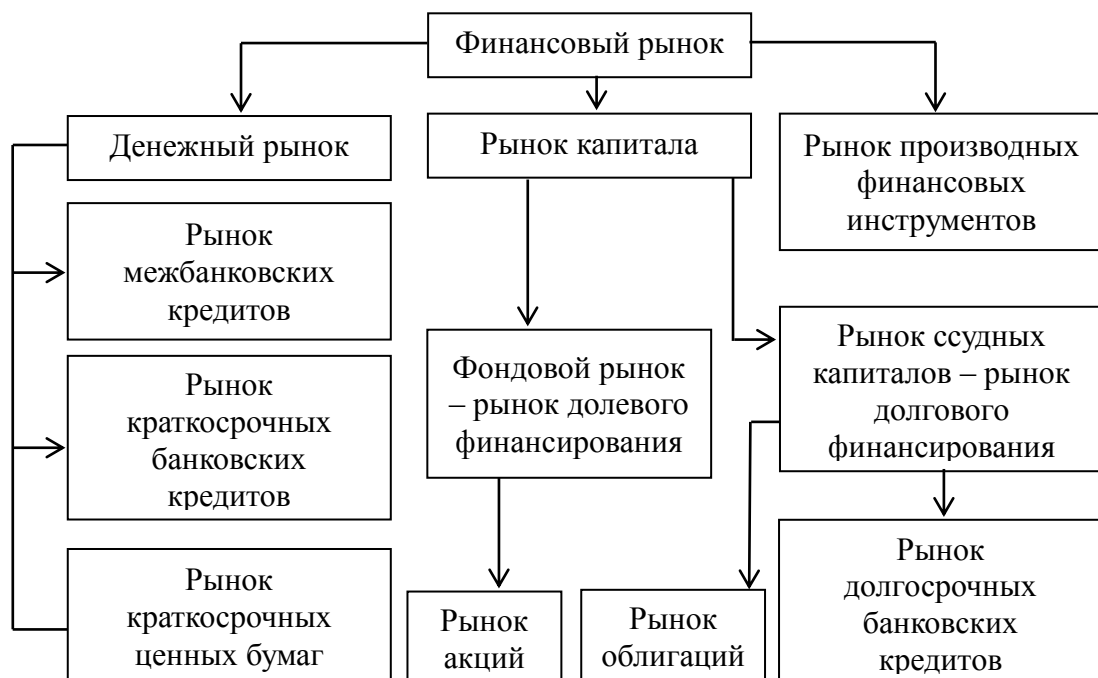 Финансовый рынок
Денежный рынок
Рынок капитала
Рынок производных
финансовых
инструментов
Рынок
межбанковских
кредитов
Рынок
краткосрочных
банковских
кредитов
Рынок
краткосрочных
ценных бумаг
Фондовой рынок
– рынок долевого
финансирования
Рынок ссудных
капиталов – рынок
долгового
финансирования
Рынок
акций
Рынок
облигаций
Рынок
долгосрочных
банковских
кредитов